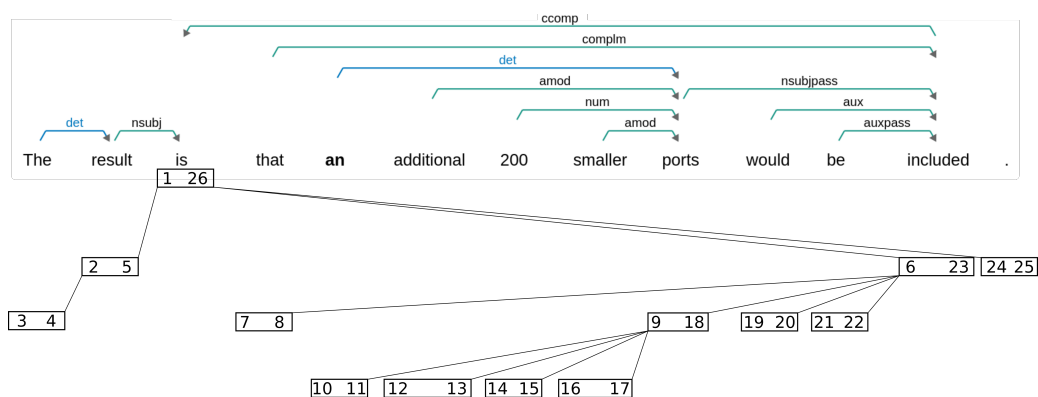 ccomp
complm
det
amod nsubjpass
num aux
det nsubj amod auxpass
The result is that an additional 200 smaller ports would be included .
1 26
2 5 6 23 24 25
3 4 7 8 9 18 19 20 21 22
10 11 12 13 14 15 16 17